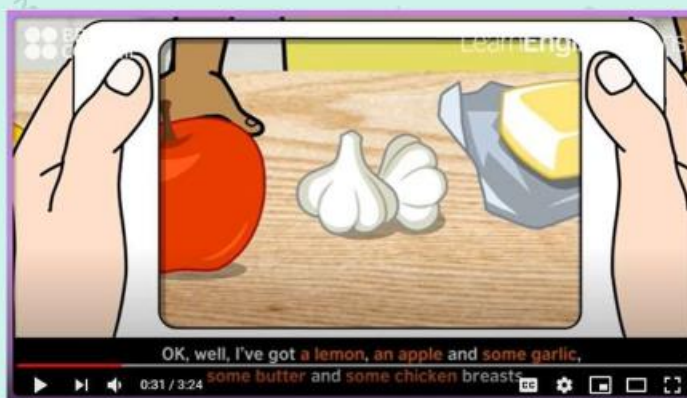 LearnEnglish
OK, well, I've got a lemon, an apple and some garlic,
some butter and some chicken breasts
0:31 / 3:24
CC